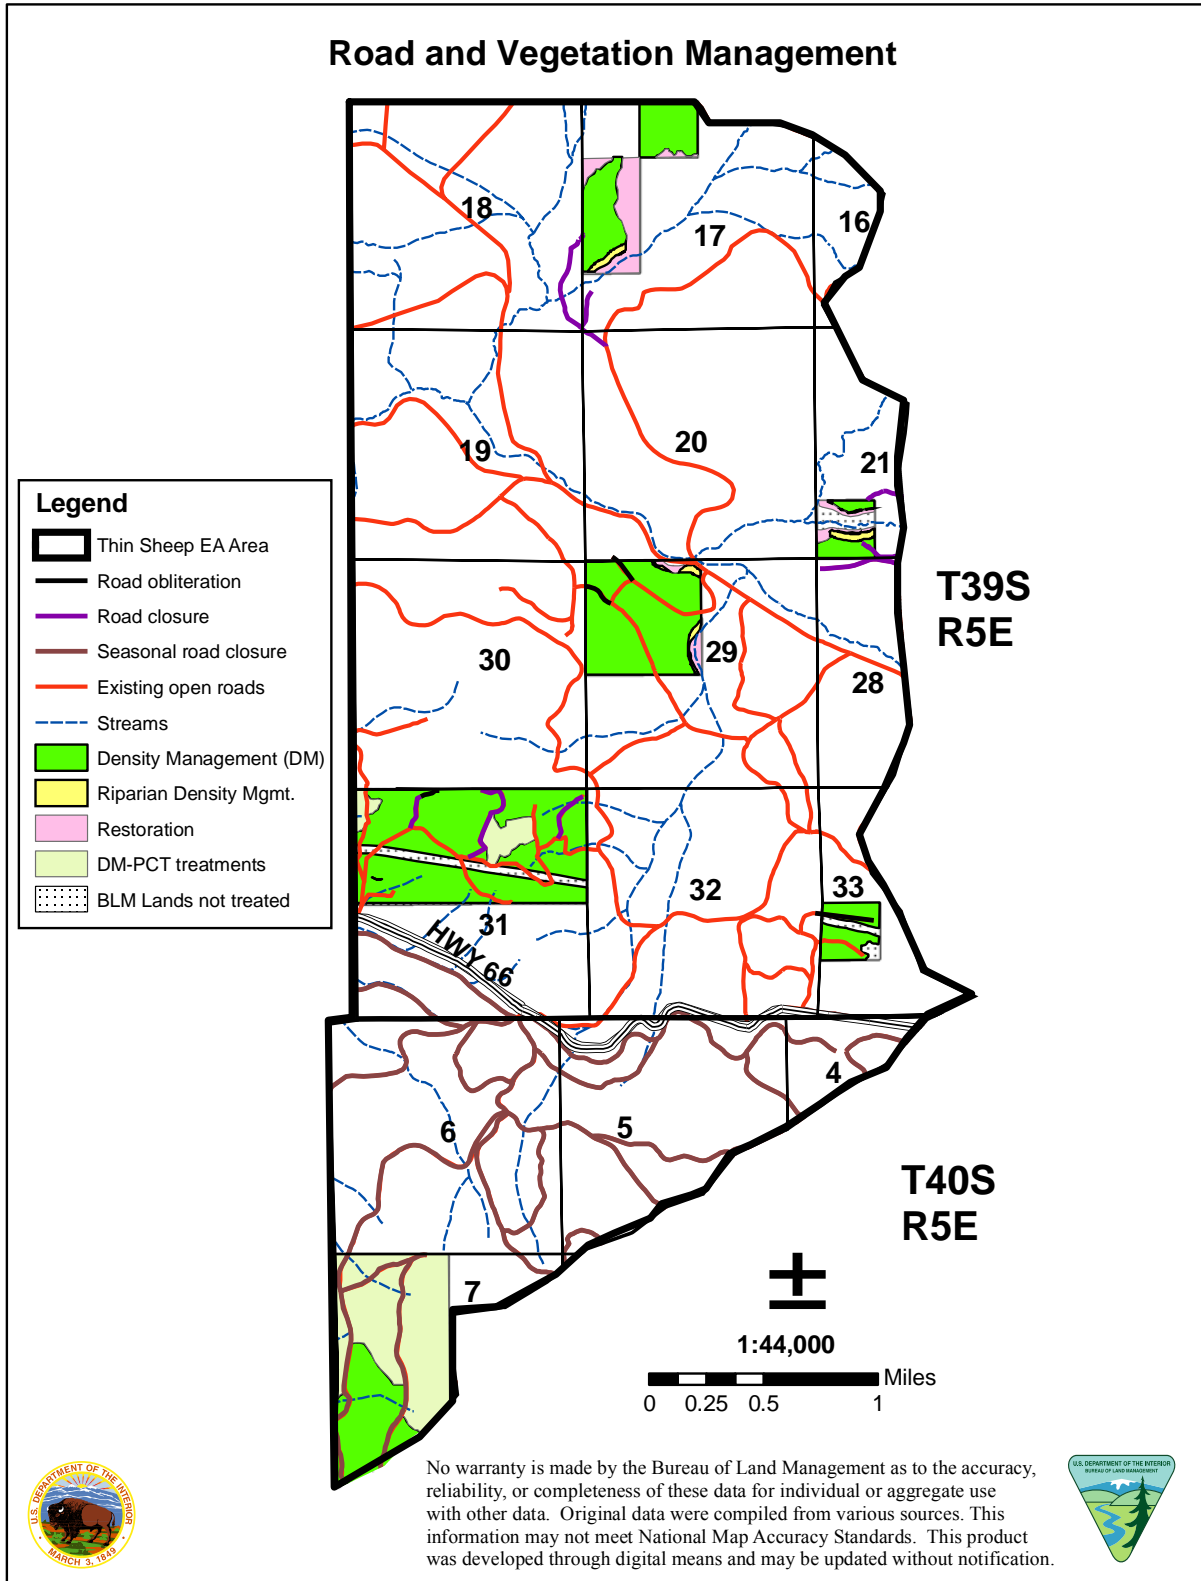 Road and Vegetation Management
18
17
16
19
20
21
Legend
Thin Sheep EA Area
Road obliteration
Road closure
Seasonal road closure
Existing open roads
Streams
Density Management (DM)
Riparian Density Mgmt.
Restoration
DM-PCT treatments
BLM Lands not treated
T39S
R5E
30
29
28
31
32
33
HWY 66
4
5
6
T40S
R5E
7
1:44,000
Miles
0 0.25 0.5 1
No warranty is made by the Bureau of Land Management as to the accuracy,
reliability, or completeness of these data for individual or aggregate use
with other data. Original data were compiled from various sources. This
information may not meet National Map Accuracy Standards. This product
was developed through digital means and may be updated without notification.
U.S. DEPARTMENT OF THE INTERIOR
MARCH 3, 1849
U.S. DEPARTMENT OF THE INTERIOR
BUREAU OF LAND MANAGEMENT